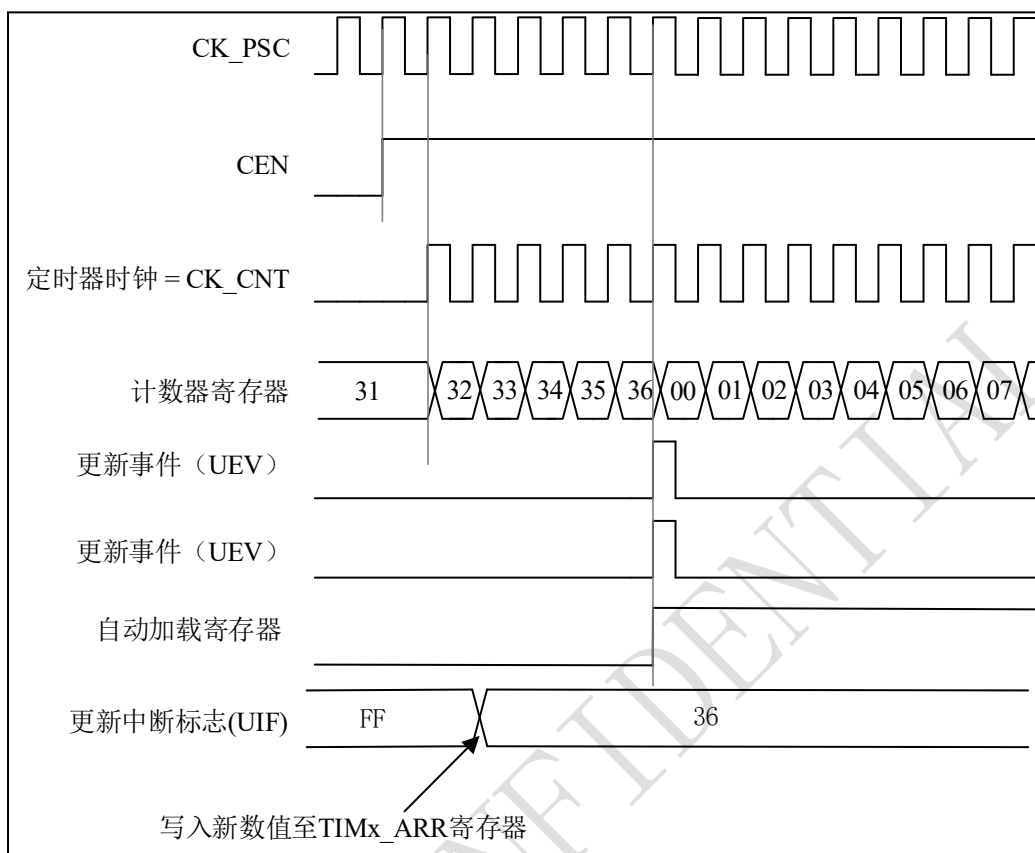 CK_PSC
CEN
定时器时钟 = CK_CNT
计数器寄存器
31 32 33 34 35 36 00 01 02 03 04 05 06 07
更新事件（UEV）
更新事件（UEV）
自动加载寄存器
更新中断标志(UIF)
FF 36
写入新数值至TIMx_ARR寄存器
NFIDENTIAL